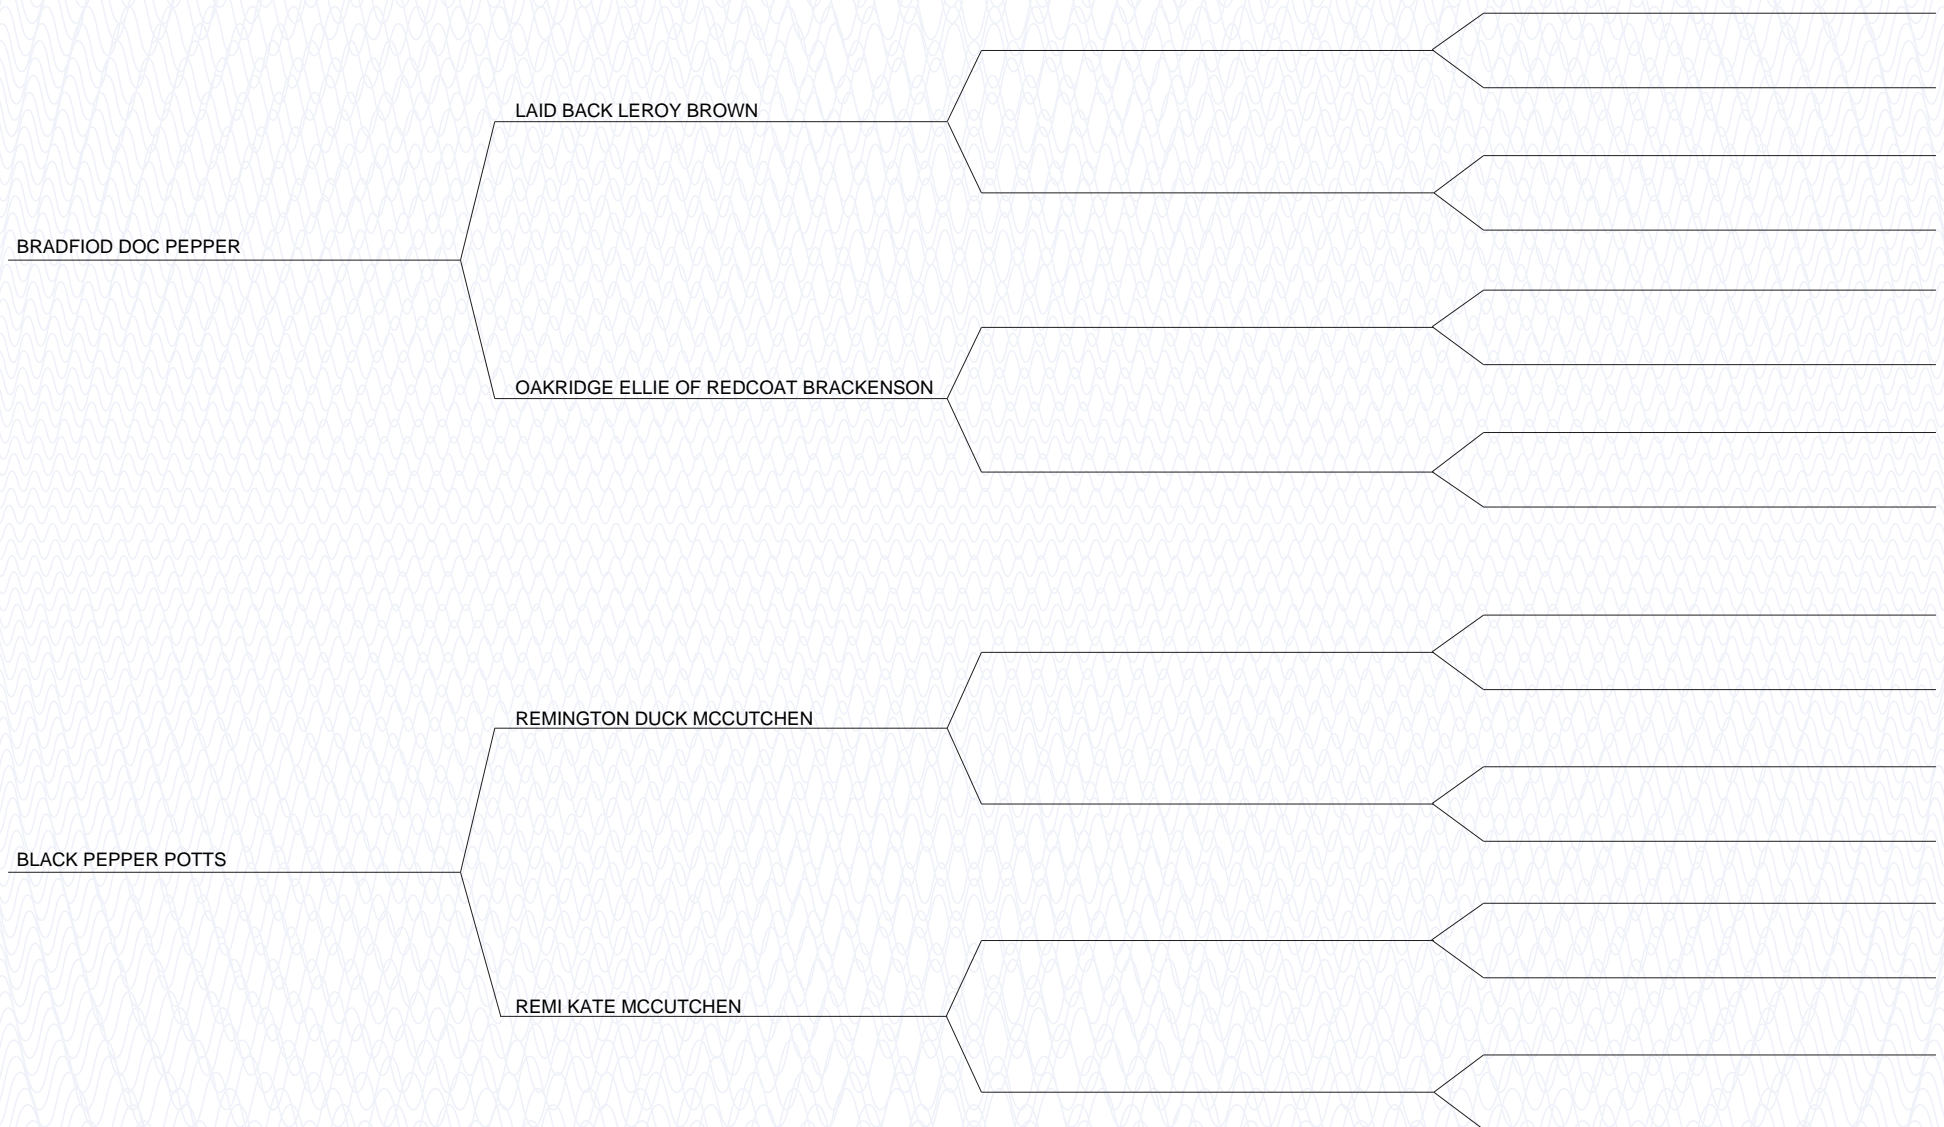 LAID BACK LEROY BROWN
BRADFIOD DOC PEPPER
OAKRIDGE ELLIE OF REDCOAT BRACKENSON
REMINGTON DUCK MCCUTCHEN
BLACK PEPPER POTTS
REMI KATE MCCUTCHEN